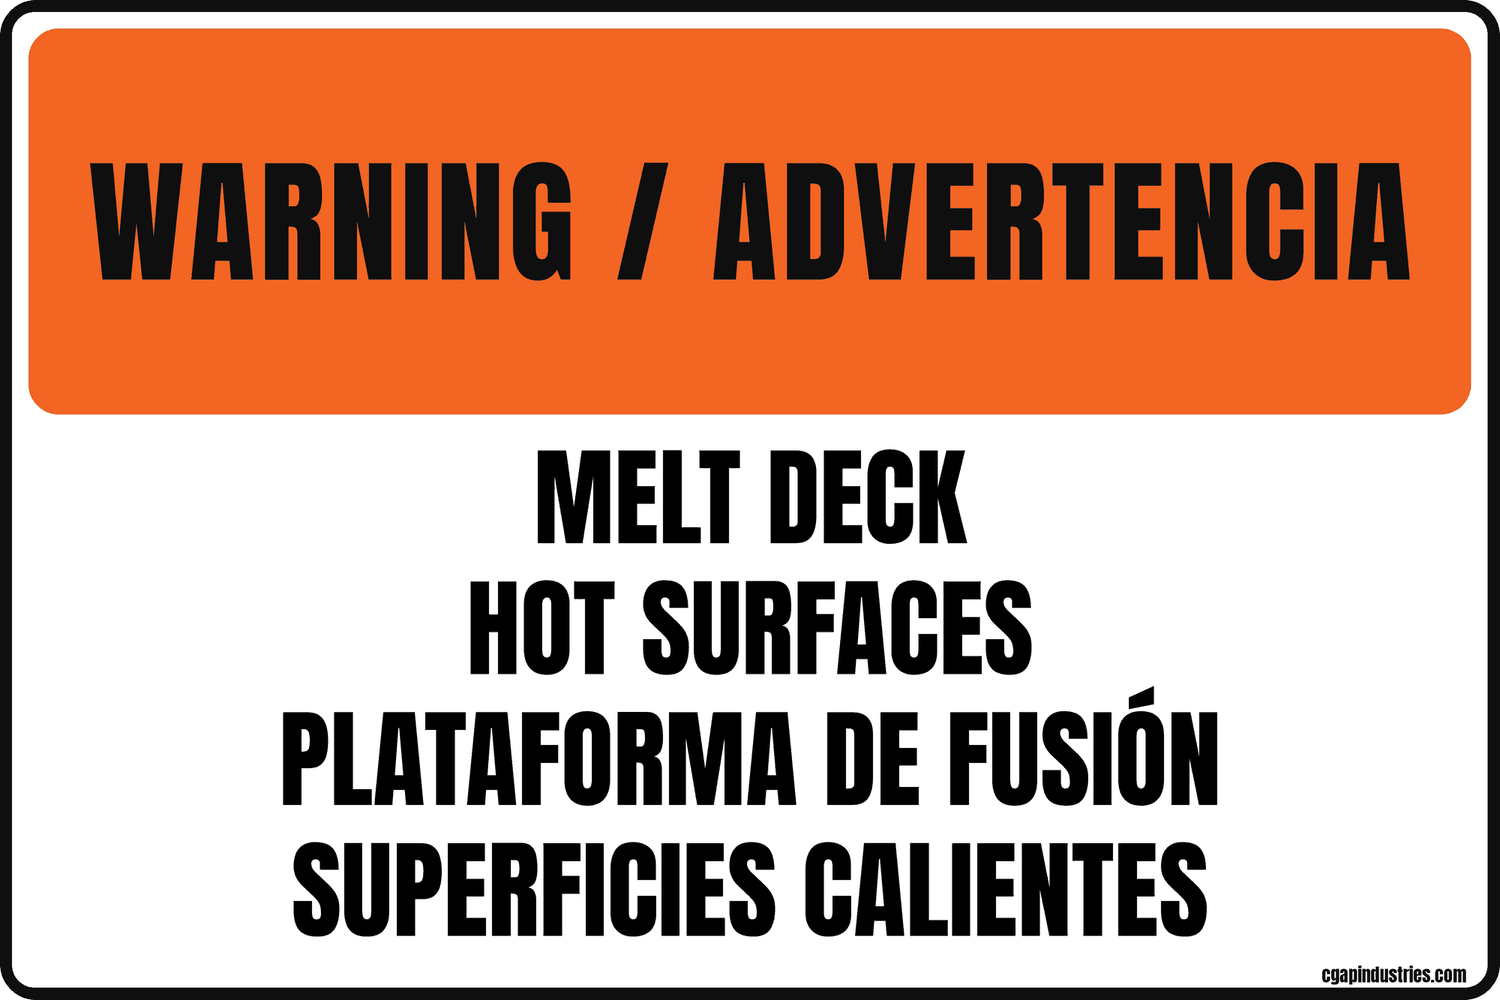 WARNING / ADVERTENCIA
MELT DECK
HOT SURFACES
PLATAFORMA DE FUSIÓN
SUPERFICIES CALIENTES
cgapindustries.com